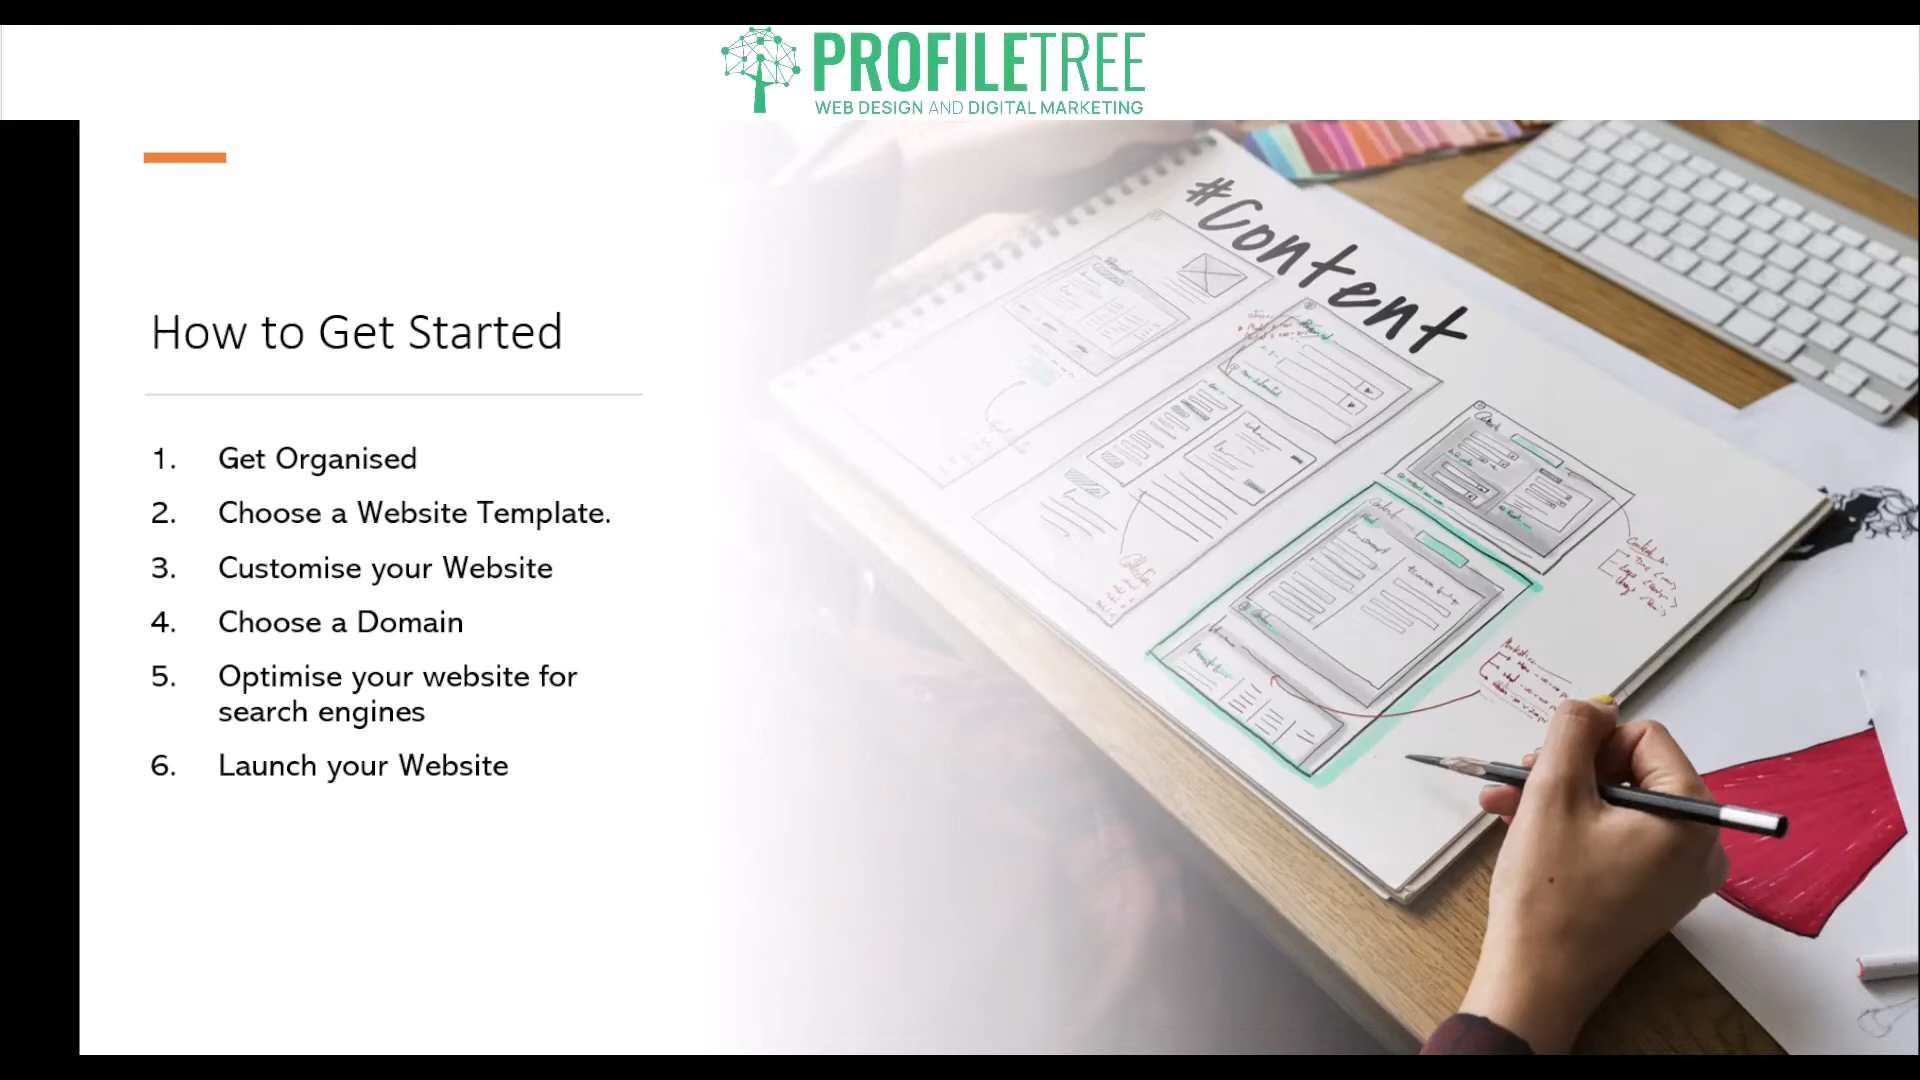 PROFILETREE
WEB DESIGN AND DIGITAL MARKETING
How to Get Started
1. Get Organised
2. Choose a Website Template.
3. Customise your Website
4. Choose a Domain
5. Optimise your website for
search engines
6. Launch your Website
#Content